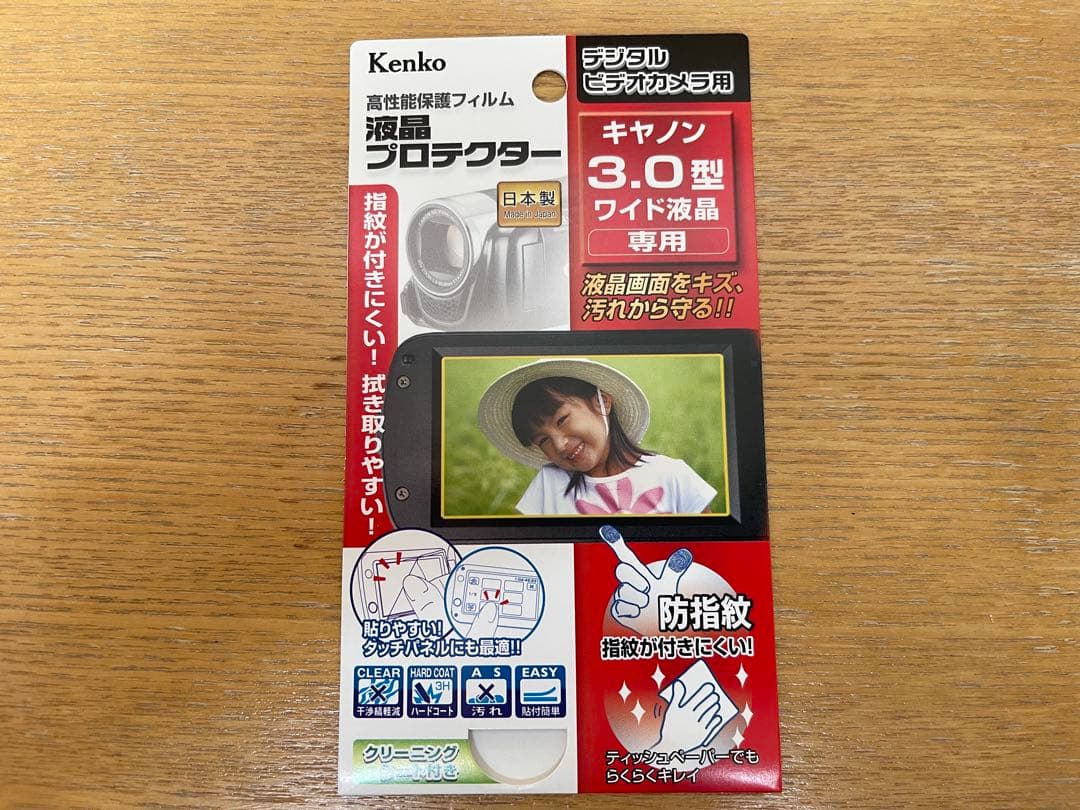 Kenko
高性能保護フィルム
液晶
プロテクター
日本製
Made in Japan
デジタル
ビデオカメラ用
キヤノン
3.0型
ワイド液晶
専用
液晶画面をキズ、
汚れから守る!!
指紋が付きにくい! 拭き取りやすい!
貼りやすい!
タッチパネルにも最適!!
CLEAR
干渉縞軽減
HARD COAT
3H
ハードコート
A S
汚れ
EASY
貼付簡単
クリーニング
シート付き
防指紋
指紋が付きにくい!
ティッシュペーパーでも
らくらくキレイ